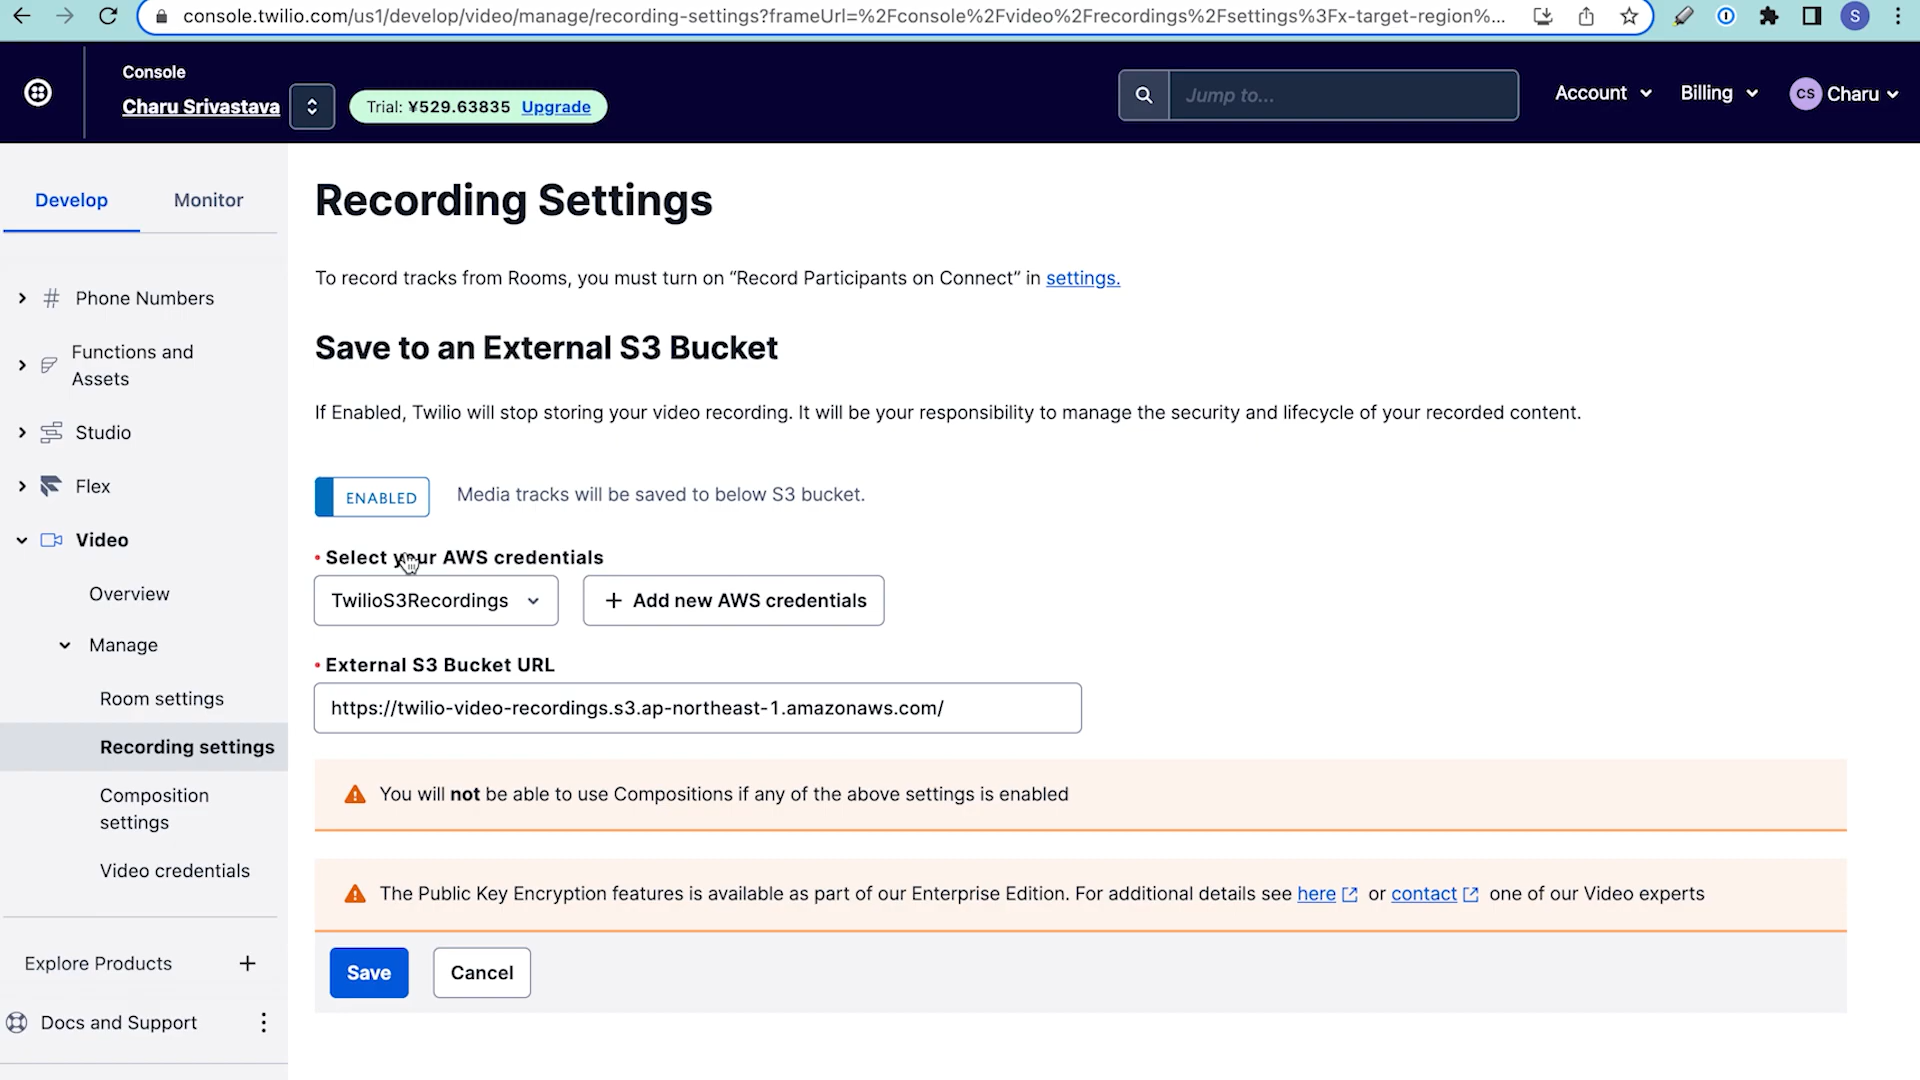 console.twilio.com/us1/develop/video/manage/recording-settings?frameUrl=%2Fconsole%2Fvideo%2Frecordings%2Fsettings%3Fx-target-region%...
S
Console
Charu Srivastava
Trial: ¥529.63835 Upgrade
Jump to...
Account
Billing
CS Charu
Develop
Monitor
Phone Numbers
Functions and
Assets
Studio
Flex
Video
Overview
Manage
Room settings
Recording settings
Composition
settings
Video credentials
Explore Products
Docs and Support
Recording Settings
To record tracks from Rooms, you must turn on “Record Participants on Connect” in settings.
Save to an External S3 Bucket
If Enabled, Twilio will stop storing your video recording. It will be your responsibility to manage the security and lifecycle of your recorded content.
ENABLED Media tracks will be saved to below S3 bucket.
• Select your AWS credentials
TwilioS3Recordings
+ Add new AWS credentials
• External S3 Bucket URL
https://twilio-video-recordings.s3.ap-northeast-1.amazonaws.com/
You will not be able to use Compositions if any of the above settings is enabled
The Public Key Encryption features is available as part of our Enterprise Edition. For additional details see here or contact one of our Video experts
Save
Cancel